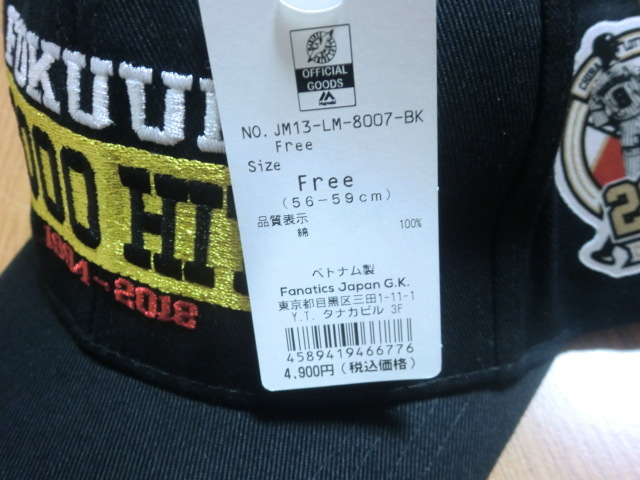 OFFICIAL
GOODS
NO. JM13-LM-8007-BK
Free
Size
Free
(56-59cm)
品質表示
綿 100%
ベトナム製
Fanatics Japan G.K.
東京都目黒区三田1-11-1
Y.T. タナカビル 3F
4589419466776
4,900円(税込価格)
HIT
1994-2018